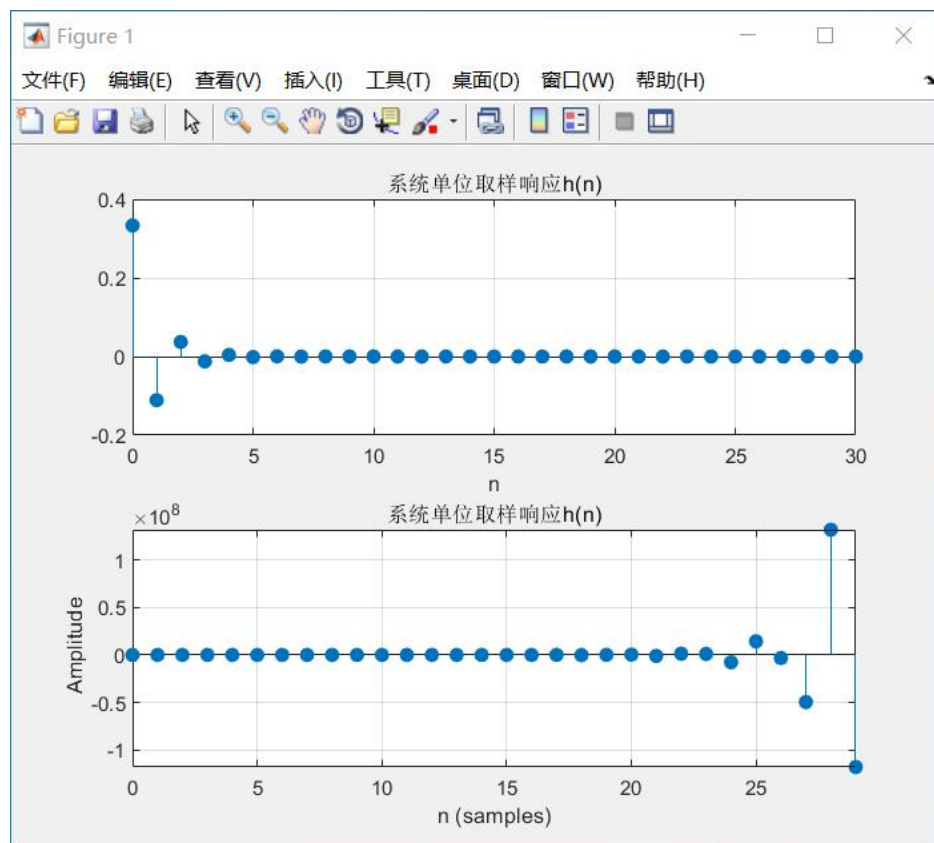 Figure 1
文件(F) 编辑(E) 查看(V) 插入(I) 工具(T) 桌面(D) 窗口(W) 帮助(H)
系统单位取样响应h(n)
0.4
0.2
0
-0.2
0 5 10 15 20 25 30
n
×10^8 系统单位取样响应h(n)
1
0.5
0
-0.5
-1
Amplitude
0 5 10 15 20 25
n (samples)